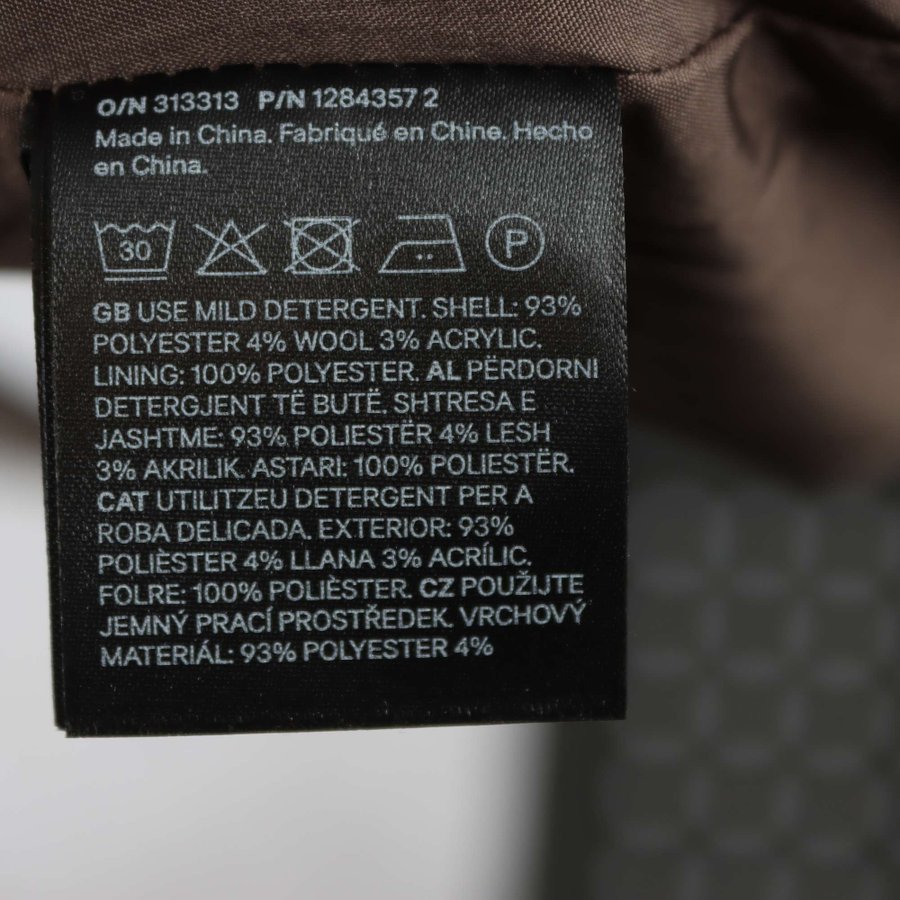 O/N 313313 P/N 1284357 2
Made in China. Fabriqué en Chine. Hecho
en China.
30
P
GB USE MILD DETERGENT. SHELL: 93%
POLYESTER 4% WOOL 3% ACRYLIC.
LINING: 100% POLYESTER. AL PËRDORNI
DETERGJENT TË BUTË. SHTRESA E
JASHTME: 93% POLIESTËR 4% LESH
3% AKRILIK. ASTARI: 100% POLIESTËR.
CAT UTILITZEU DETERGENT PER A
ROBA DELICADA. EXTERIOR: 93%
POLIÈSTER 4% LLANA 3% ACRÍLIC.
FOLRE: 100% POLIÈSTER. CZ POUŽIJTE
JEMNÝ PRACÍ PROSTŘEDEK. VRCHOVÝ
MATERIÁL: 93% POLYESTER 4%